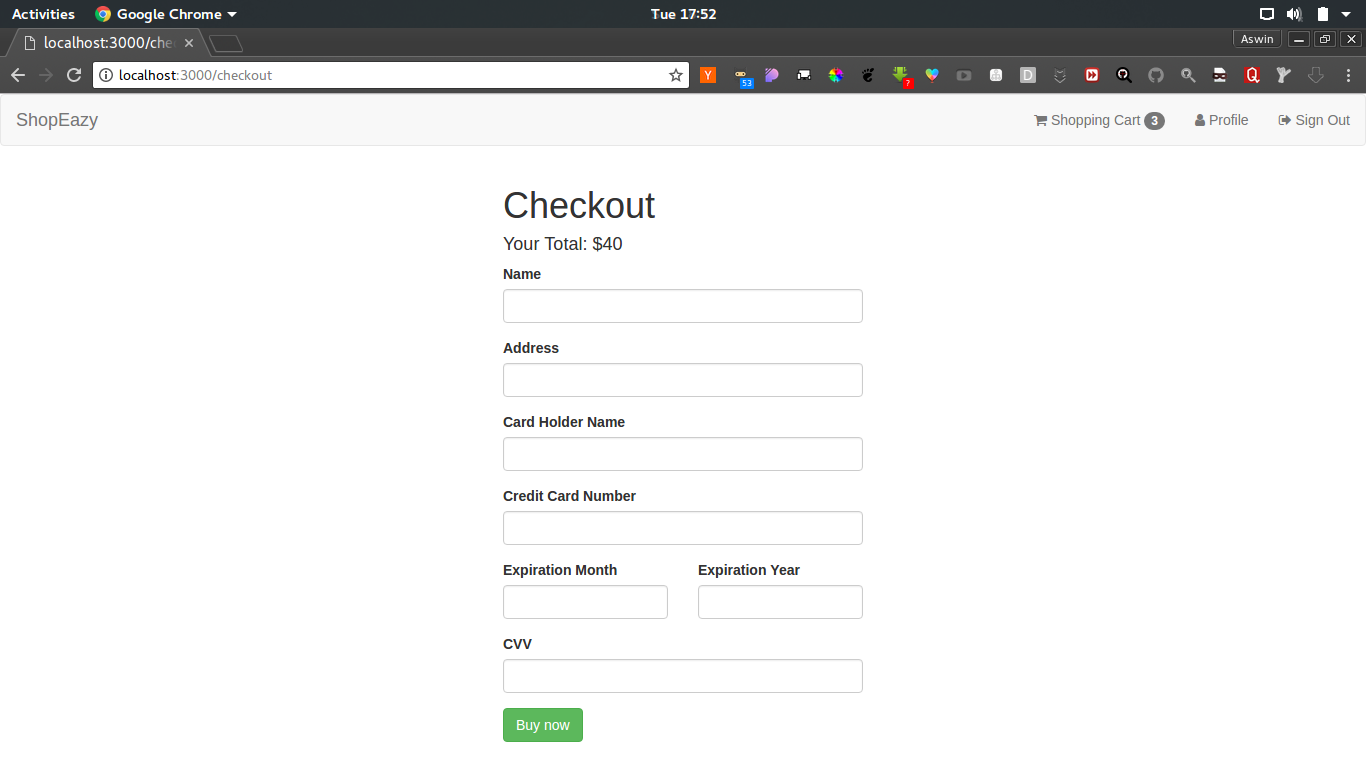 Activities Google Chrome Tue 17:52
localhost:3000/che Aswin
localhost:3000/checkout Y 53 ? D
ShopEazy Shopping Cart 3 Profile Sign Out
Checkout
Your Total: $40
Name
Address
Card Holder Name
Credit Card Number
Expiration Month Expiration Year
CVV
Buy now